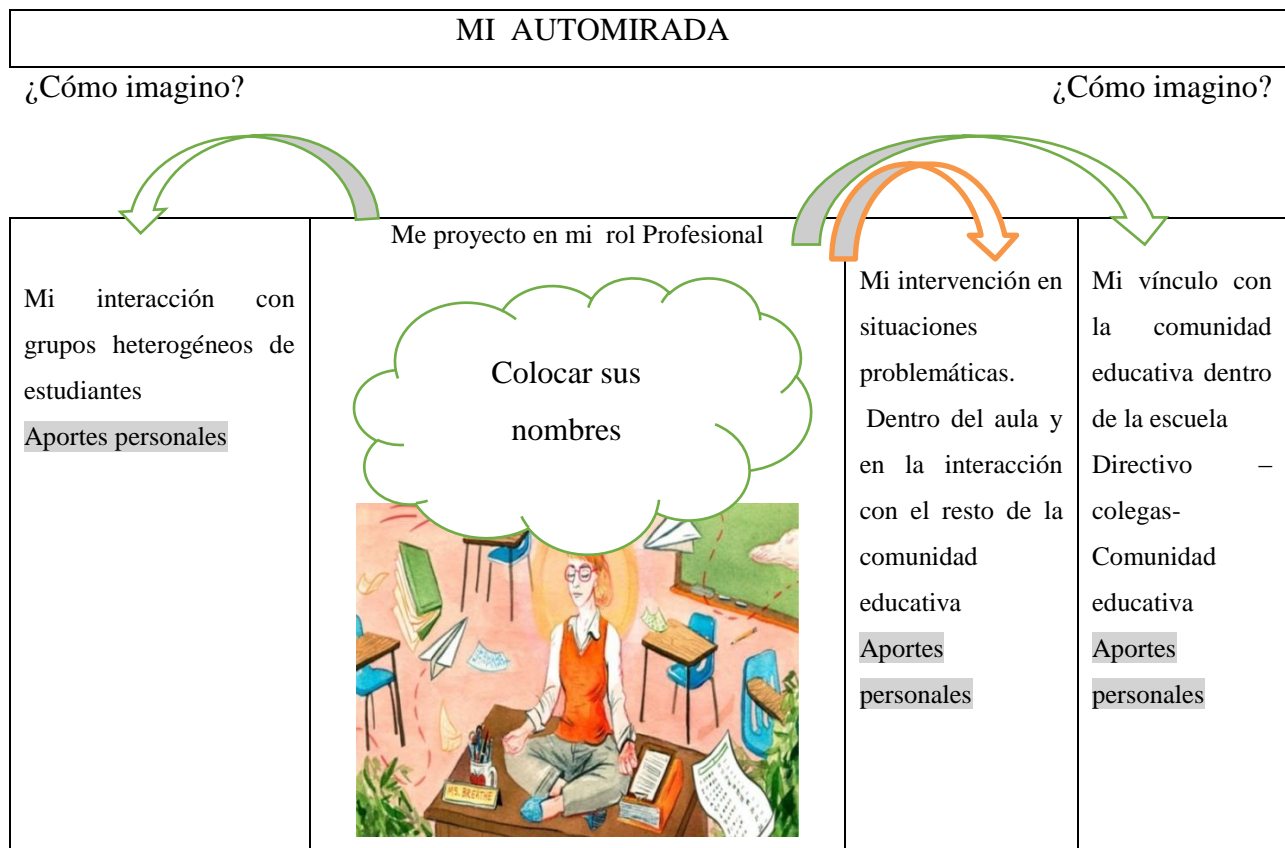 MI AUTOMIRADA
¿Cómo imagino?
¿Cómo imagino?
Mi interacción con
grupos heterogéneos de
estudiantes
Aportes personales
Me proyecto en mi rol Profesional
Colocar sus
nombres
MS. BREATHE
Mi intervención en
situaciones
problemáticas.
Dentro del aula y
en la interacción
con el resto de la
comunidad
educativa
Aportes
personales
Mi vínculo con
la comunidad
educativa dentro
de la escuela
Directivo –
colegas-
Comunidad
educativa
Aportes
personales